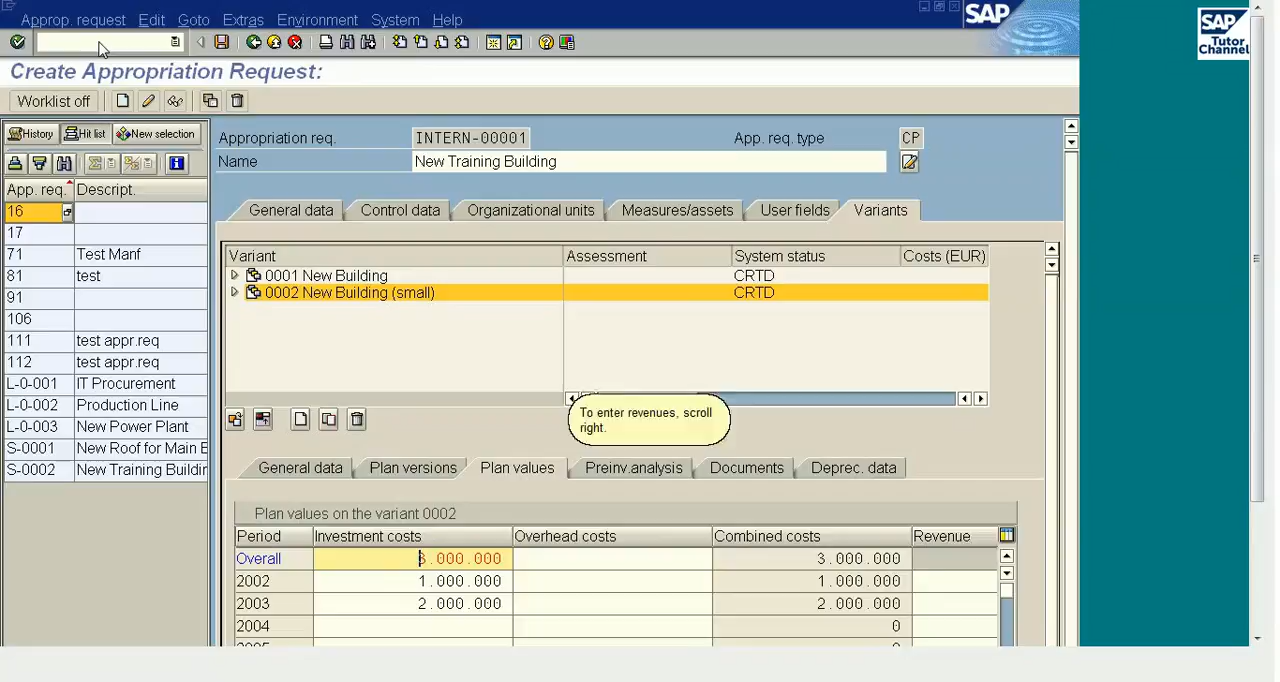 Approp. request Edit Goto Extras Environment System Help
SAP
SAP
Tutor
Channel
Create Appropriation Request:
Worklist off
History Hit list New selection
App. req. Descript.
16
17
71 Test Manf
81 test
91
106
111 test appr.req
112 test appr.req
L-0-001 IT Procurement
L-0-002 Production Line
L-0-003 New Power Plant
S-0001 New Roof for Main E
S-0002 New Training Buildin
Appropriation req. INTERN-00001 App. req. type CP
Name New Training Building
General data Control data Organizational units Measures/assets User fields Variants
Variant Assessment System status Costs (EUR)
0001 New Building CRTD
0002 New Building (small) CRTD
To enter revenues, scroll
right.
General data Plan versions Plan values Preinv.analysis Documents Deprec. data
Plan values on the variant 0002
Period Investment costs Overhead costs Combined costs Revenue
Overall 3.000.000 3.000.000
2002 1.000.000 1.000.000
2003 2.000.000 2.000.000
2004 0